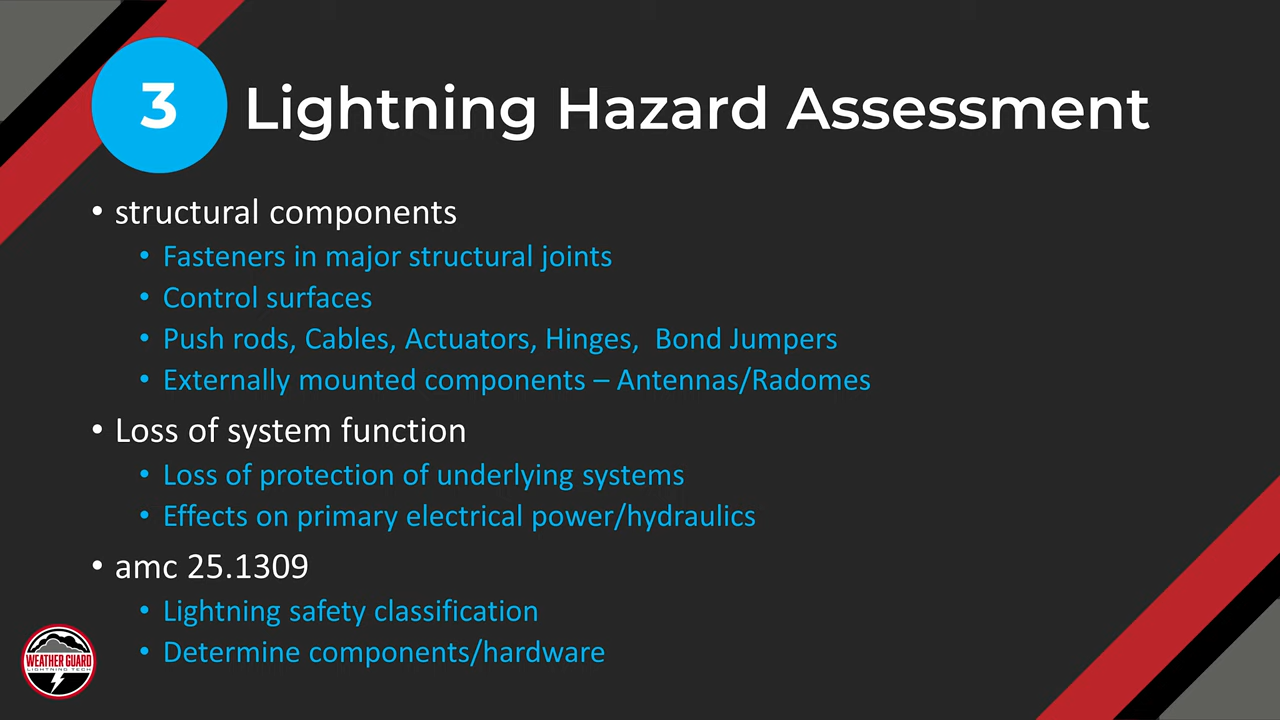 3
Lightning Hazard Assessment
• structural components
• Fasteners in major structural joints
• Control surfaces
• Push rods, Cables, Actuators, Hinges,  Bond Jumpers
• Externally mounted components – Antennas/Radomes
• Loss of system function
• Loss of protection of underlying systems
• Effects on primary electrical power/hydraulics
• amc 25.1309
• Lightning safety classification
• Determine components/hardware
WEATHER GUARD
LIGHTNING TECH